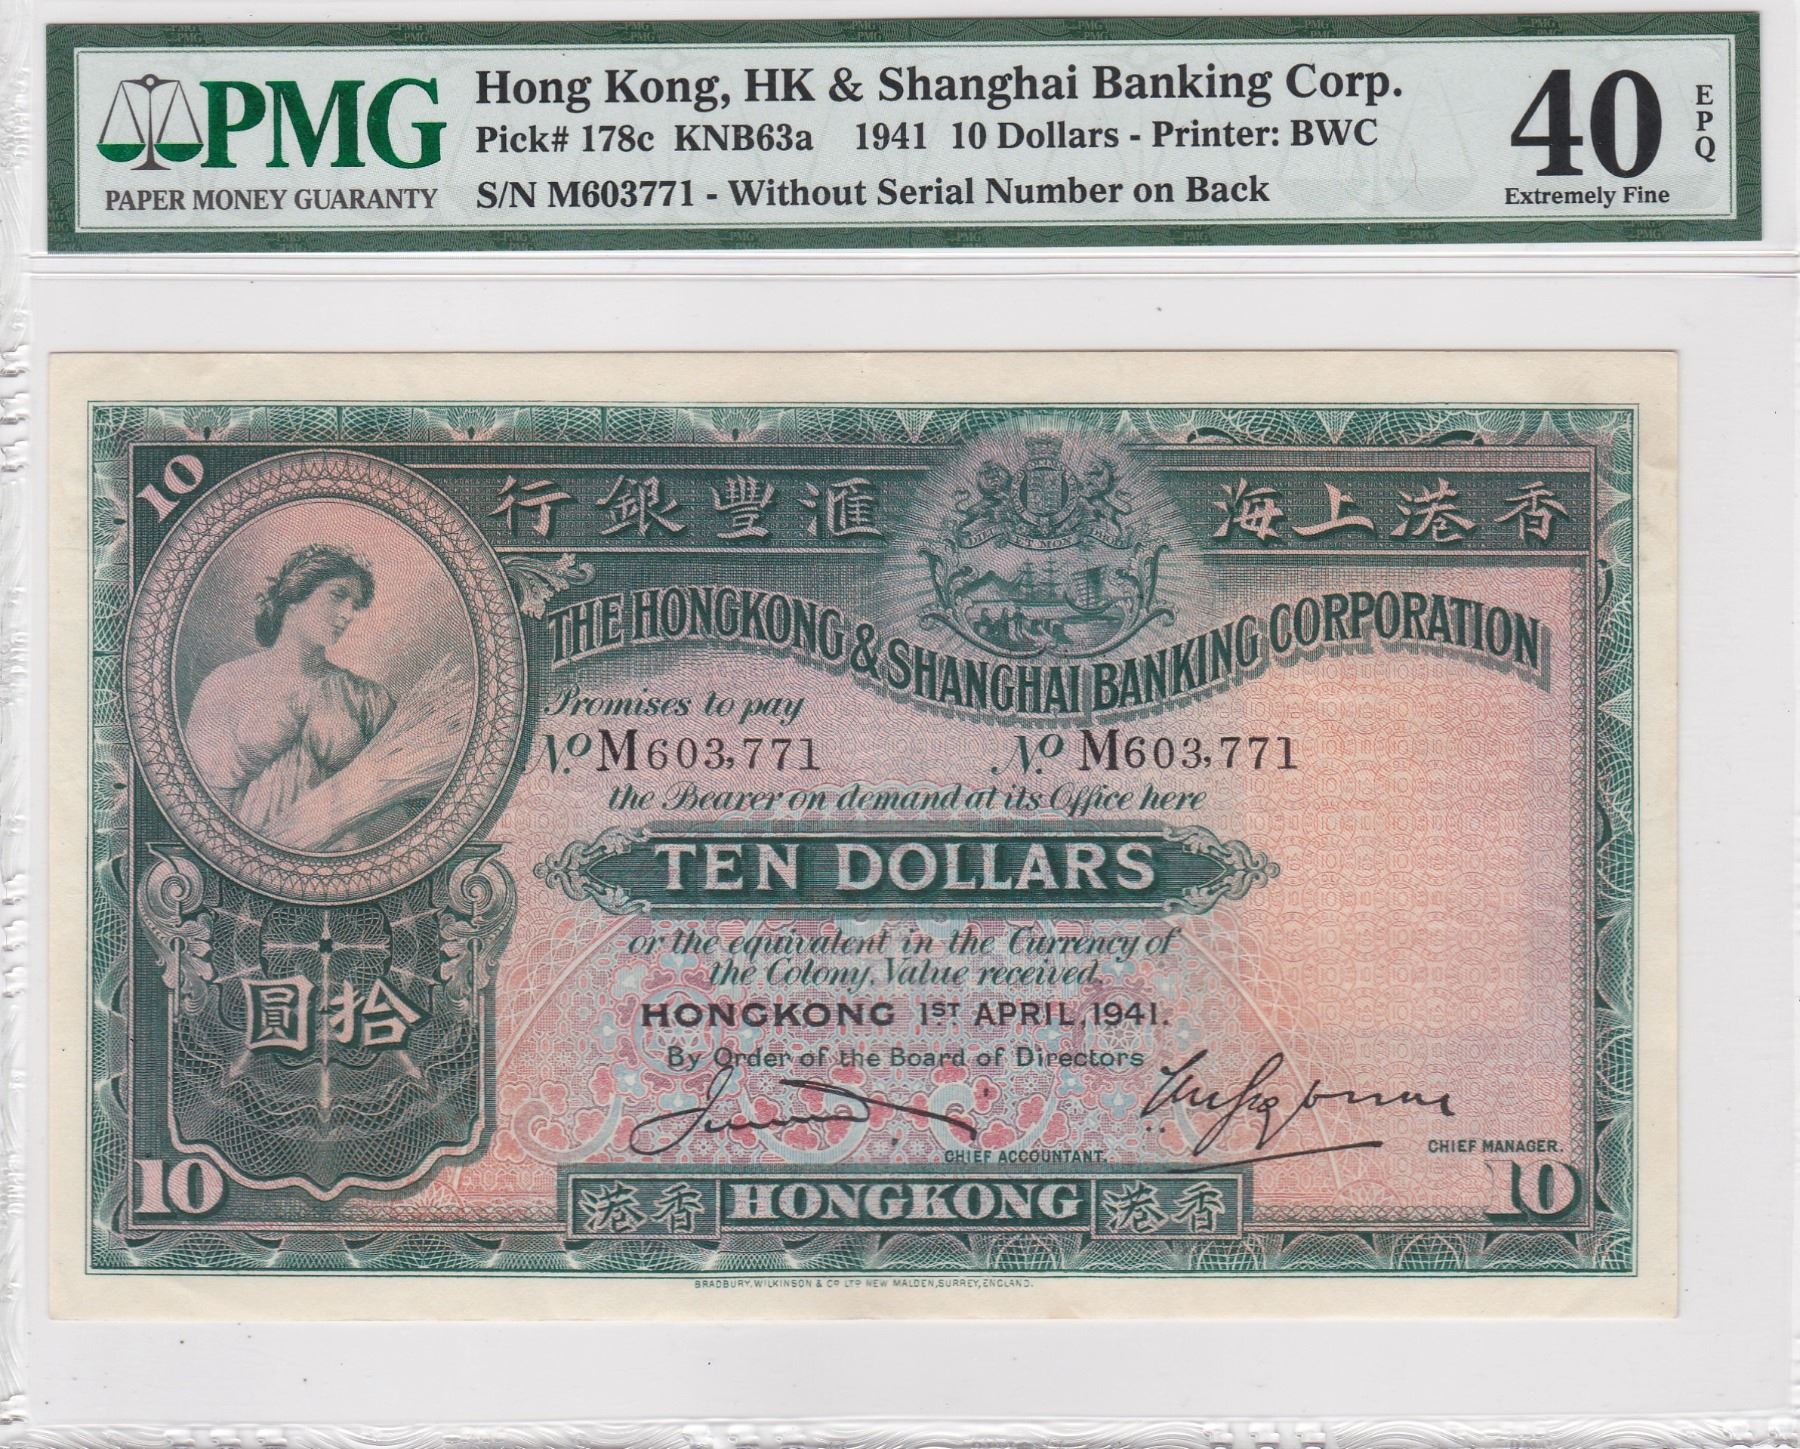 PMG
PAPER MONEY GUARANTY
Hong Kong, HK & Shanghai Banking Corp.
Pick# 178c KNB63a 1941 10 Dollars - Printer: BWC
S/N M603771 - Without Serial Number on Back
40
EPQ
Extremely Fine
10
行銀豐滙 海上港香
THE HONGKONG & SHANGHAI BANKING CORPORATION
Promises to pay
No M603,771 No M603,771
the Bearer on demand at its Office here
TEN DOLLARS
or the equivalent in the Currency of
the Colony, Value received.
圓拾
HONGKONG 1ST APRIL, 1941.
By Order of the Board of Directors
CHIEF ACCOUNTANT.
CHIEF MANAGER.
10
港香 HONGKONG 港香
10
BRADBURY, WILKINSON & CO LTD NEW MALDEN, SURREY, ENGLAND.